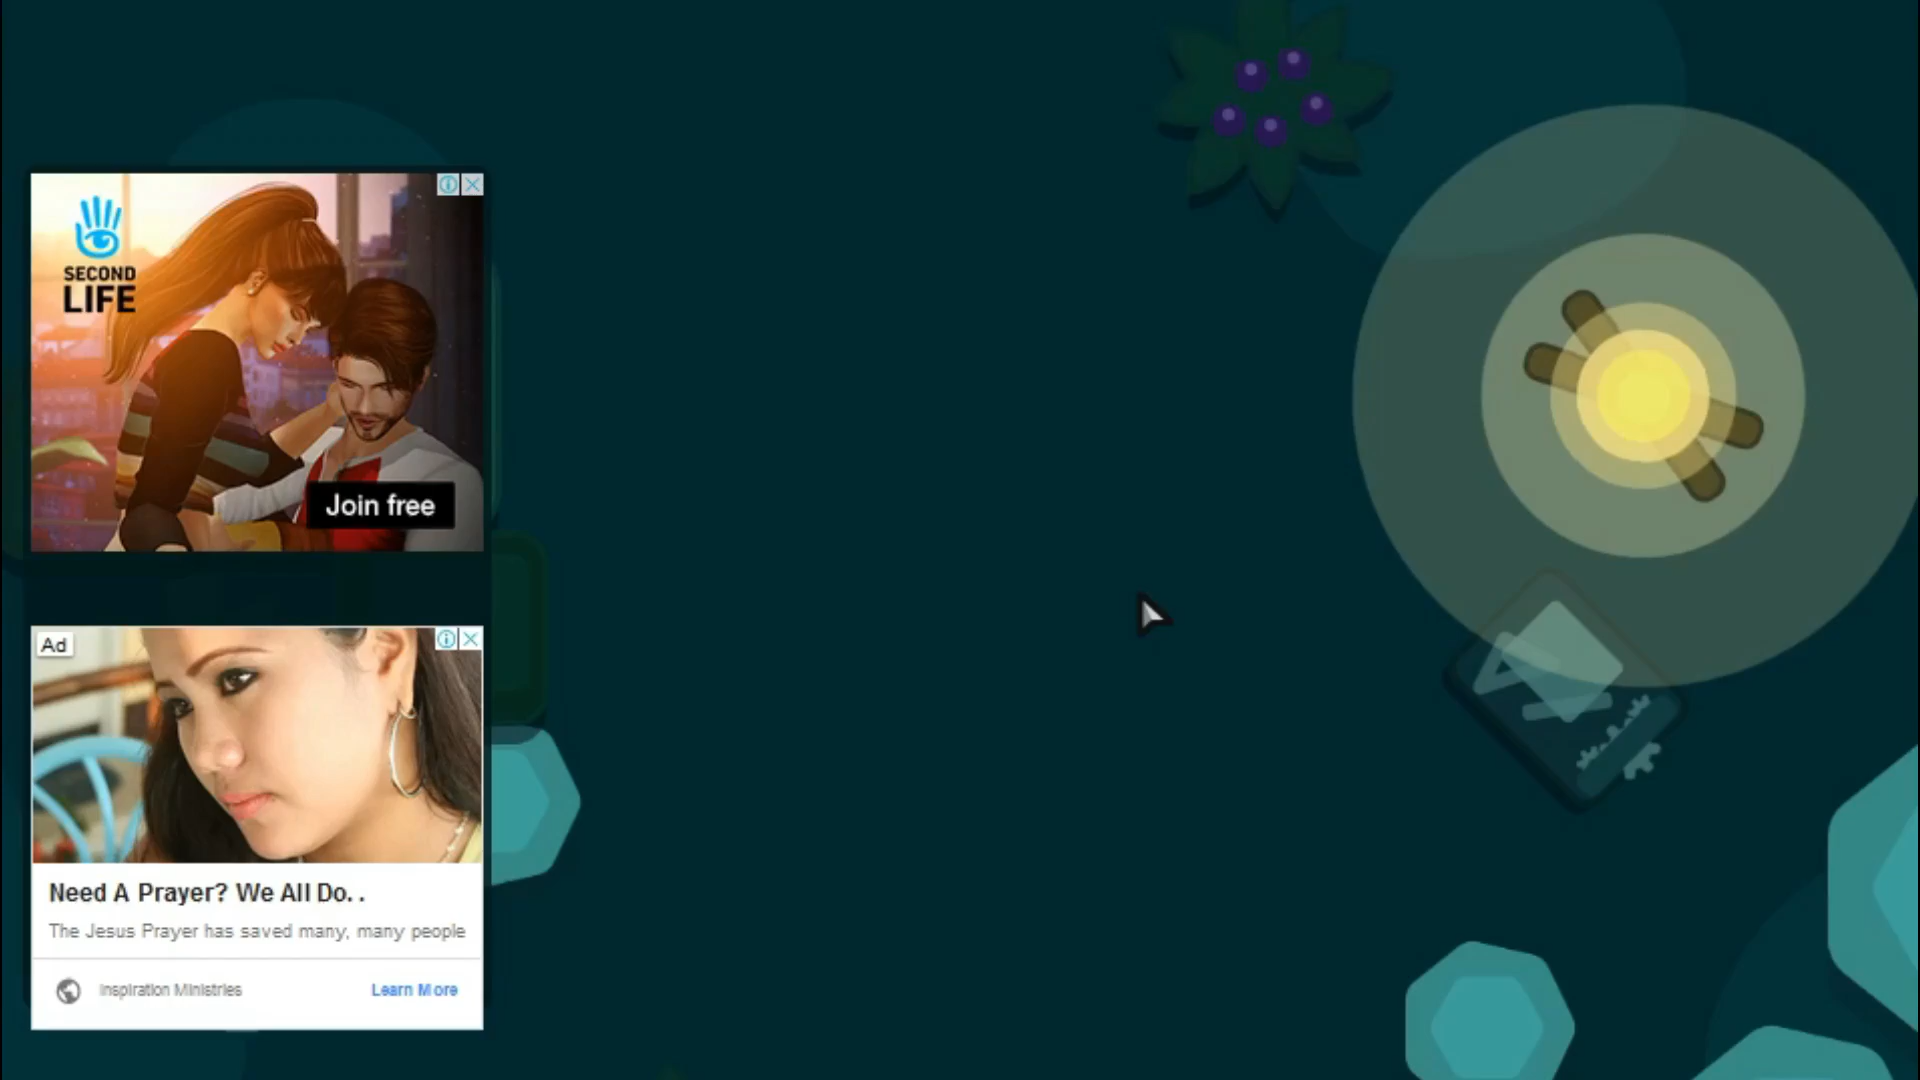 SECOND
LIFE
Join free
Ad
Need A Prayer? We All Do. .
The Jesus Prayer has saved many, many people
Inspiration Ministries
Learn More